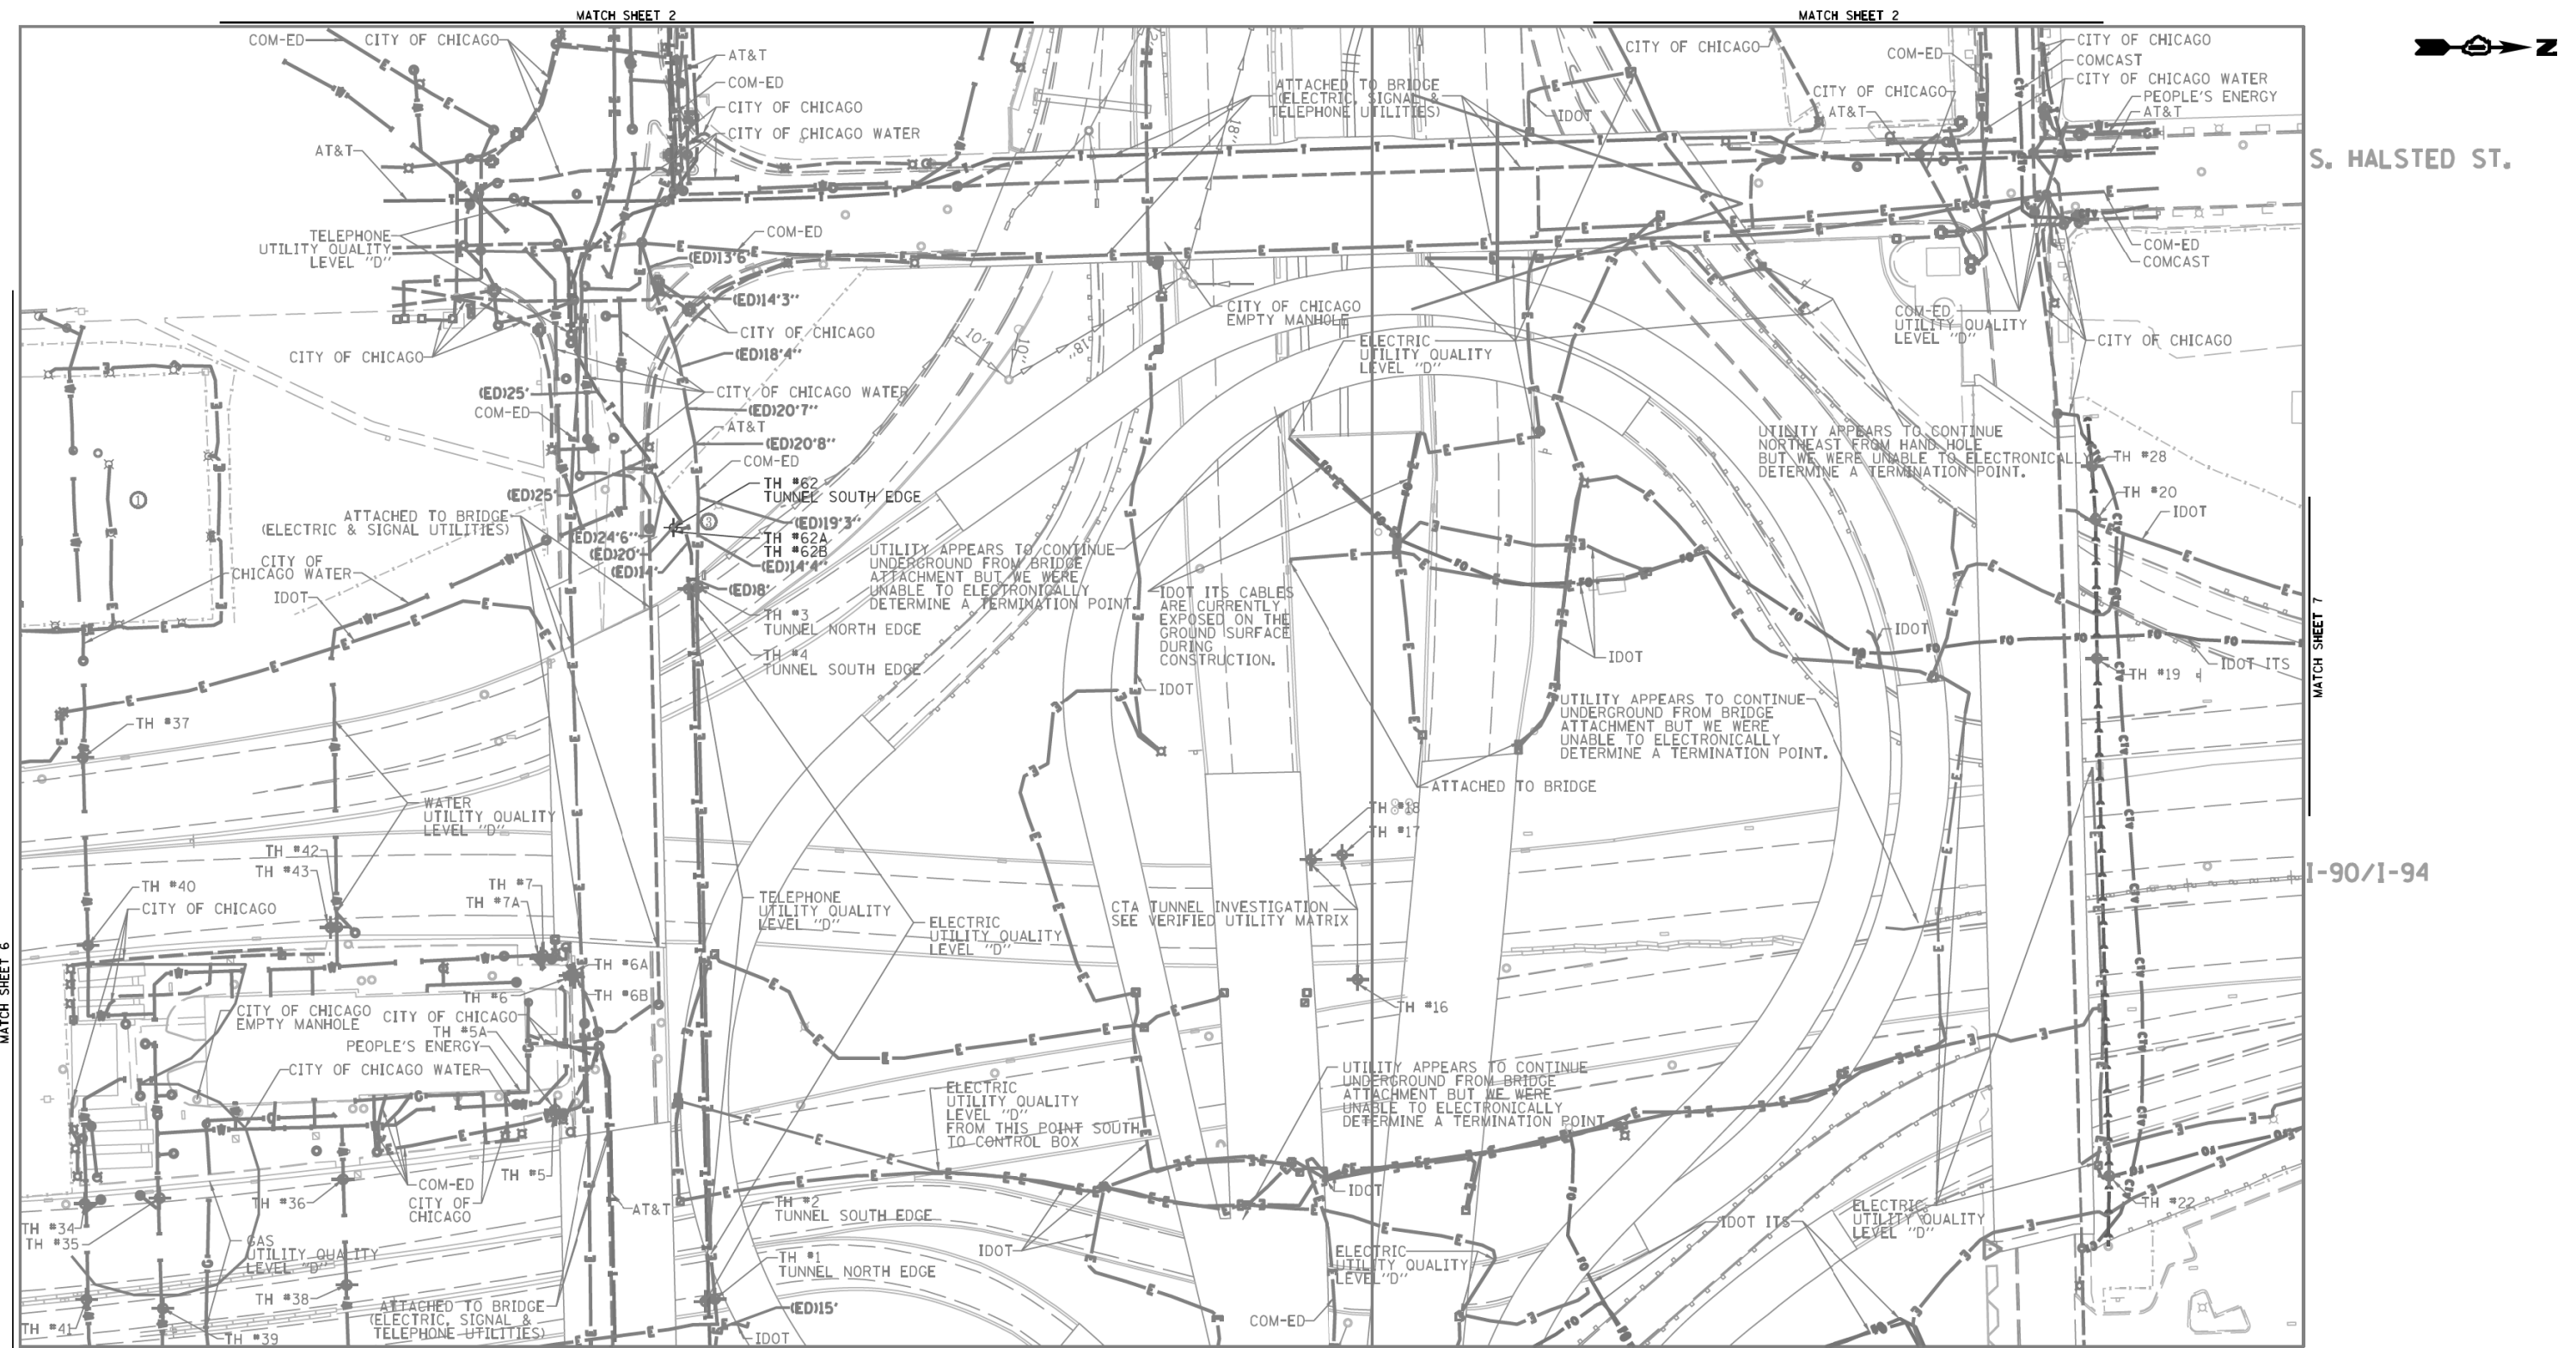 MATCH SHEET 2
MATCH SHEET 2
N
COM-ED
CITY OF CHICAGO
AT&T
COM-ED
CITY OF CHICAGO
CITY OF CHICAGO WATER
AT&T
TELEPHONE
UTILITY QUALITY
LEVEL "D"
COM-ED
(ED)13'6"
(ED)14'3"
CITY OF CHICAGO
CITY OF CHICAGO
(ED)18'4"
(ED)25'
COM-ED
CITY OF CHICAGO WATER
(ED)20'7"
AT&T
(ED)20'8"
COM-ED
TH #62
TUNNEL SOUTH EDGE
(ED)25'
(ED)19'3"
TH #62A
TH #62B
(ED)14'4"
(ED)24'6"
(ED)20'
(ED)14'
(ED)8'
1
3
ATTACHED TO BRIDGE
(ELECTRIC & SIGNAL UTILITIES)
CITY OF
CHICAGO WATER
IDOT
TH #3
TUNNEL NORTH EDGE
TH #4
TUNNEL SOUTH EDGE
UTILITY APPEARS TO CONTINUE
UNDERGROUND FROM BRIDGE
ATTACHMENT BUT WE WERE
UNABLE TO ELECTRONICALLY
DETERMINE A TERMINATION POINT.
ATTACHED TO BRIDGE
(ELECTRIC, SIGNAL &
TELEPHONE UTILITIES)
18"
18"
10"
10"
IDOT
CITY OF CHICAGO
EMPTY MANHOLE
ELECTRIC
UTILITY QUALITY
LEVEL "D"
CITY OF CHICAGO
COM-ED
CITY OF CHICAGO
AT&T
CITY OF CHICAGO
COMCAST
CITY OF CHICAGO WATER
PEOPLE'S ENERGY
AT&T
S. HALSTED ST.
COM-ED
COMCAST
COM-ED
UTILITY QUALITY
LEVEL "D"
CITY OF CHICAGO
UTILITY APPEARS TO CONTINUE
NORTHEAST FROM HAND HOLE
BUT WE WERE UNABLE TO ELECTRONICALLY
DETERMINE A TERMINATION POINT.
TH #28
TH #20
IDOT
IDOT ITS CABLES
ARE CURRENTLY
EXPOSED ON THE
GROUND SURFACE
DURING
CONSTRUCTION.
IDOT
IDOT
IDOT
IDOT ITS
TH #19
MATCH SHEET 7
UTILITY APPEARS TO CONTINUE
UNDERGROUND FROM BRIDGE
ATTACHMENT BUT WE WERE
UNABLE TO ELECTRONICALLY
DETERMINE A TERMINATION POINT.
ATTACHED TO BRIDGE
TH #37
WATER
UTILITY QUALITY
LEVEL "D"
TH #18
TH #17
TH #42
TH #43
TH #40
CITY OF CHICAGO
TH #7
TH #7A
TELEPHONE
UTILITY QUALITY
LEVEL "D"
ELECTRIC
UTILITY QUALITY
LEVEL "D"
CTA TUNNEL INVESTIGATION
SEE VERIFIED UTILITY MATRIX
I-90/I-94
MATCH SHEET 6
TH #6A
TH #6
TH #6B
TH #16
CITY OF CHICAGO
EMPTY MANHOLE
CITY OF CHICAGO
TH #5A
PEOPLE'S ENERGY
CITY OF CHICAGO WATER
ELECTRIC
UTILITY QUALITY
LEVEL "D"
FROM THIS POINT SOUTH
TO CONTROL BOX
UTILITY APPEARS TO CONTINUE
UNDERGROUND FROM BRIDGE
ATTACHMENT BUT WE WERE
UNABLE TO ELECTRONICALLY
DETERMINE A TERMINATION POINT
TH #5
COM-ED
CITY OF
CHICAGO
TH #36
AT&T
TH #2
TUNNEL SOUTH EDGE
IDOT
IDOT
IDOT ITS
ELECTRIC
UTILITY QUALITY
LEVEL "D"
TH #22
TH #34
TH #35
GAS
UTILITY QUALITY
LEVEL "D"
TH #1
TUNNEL NORTH EDGE
ELECTRIC
UTILITY QUALITY
LEVEL"D"
TH #38
ATTACHED TO BRIDGE
(ELECTRIC, SIGNAL &
TELEPHONE UTILITIES)
(ED)15'
COM-ED
TH #41
TH #39
IDOT